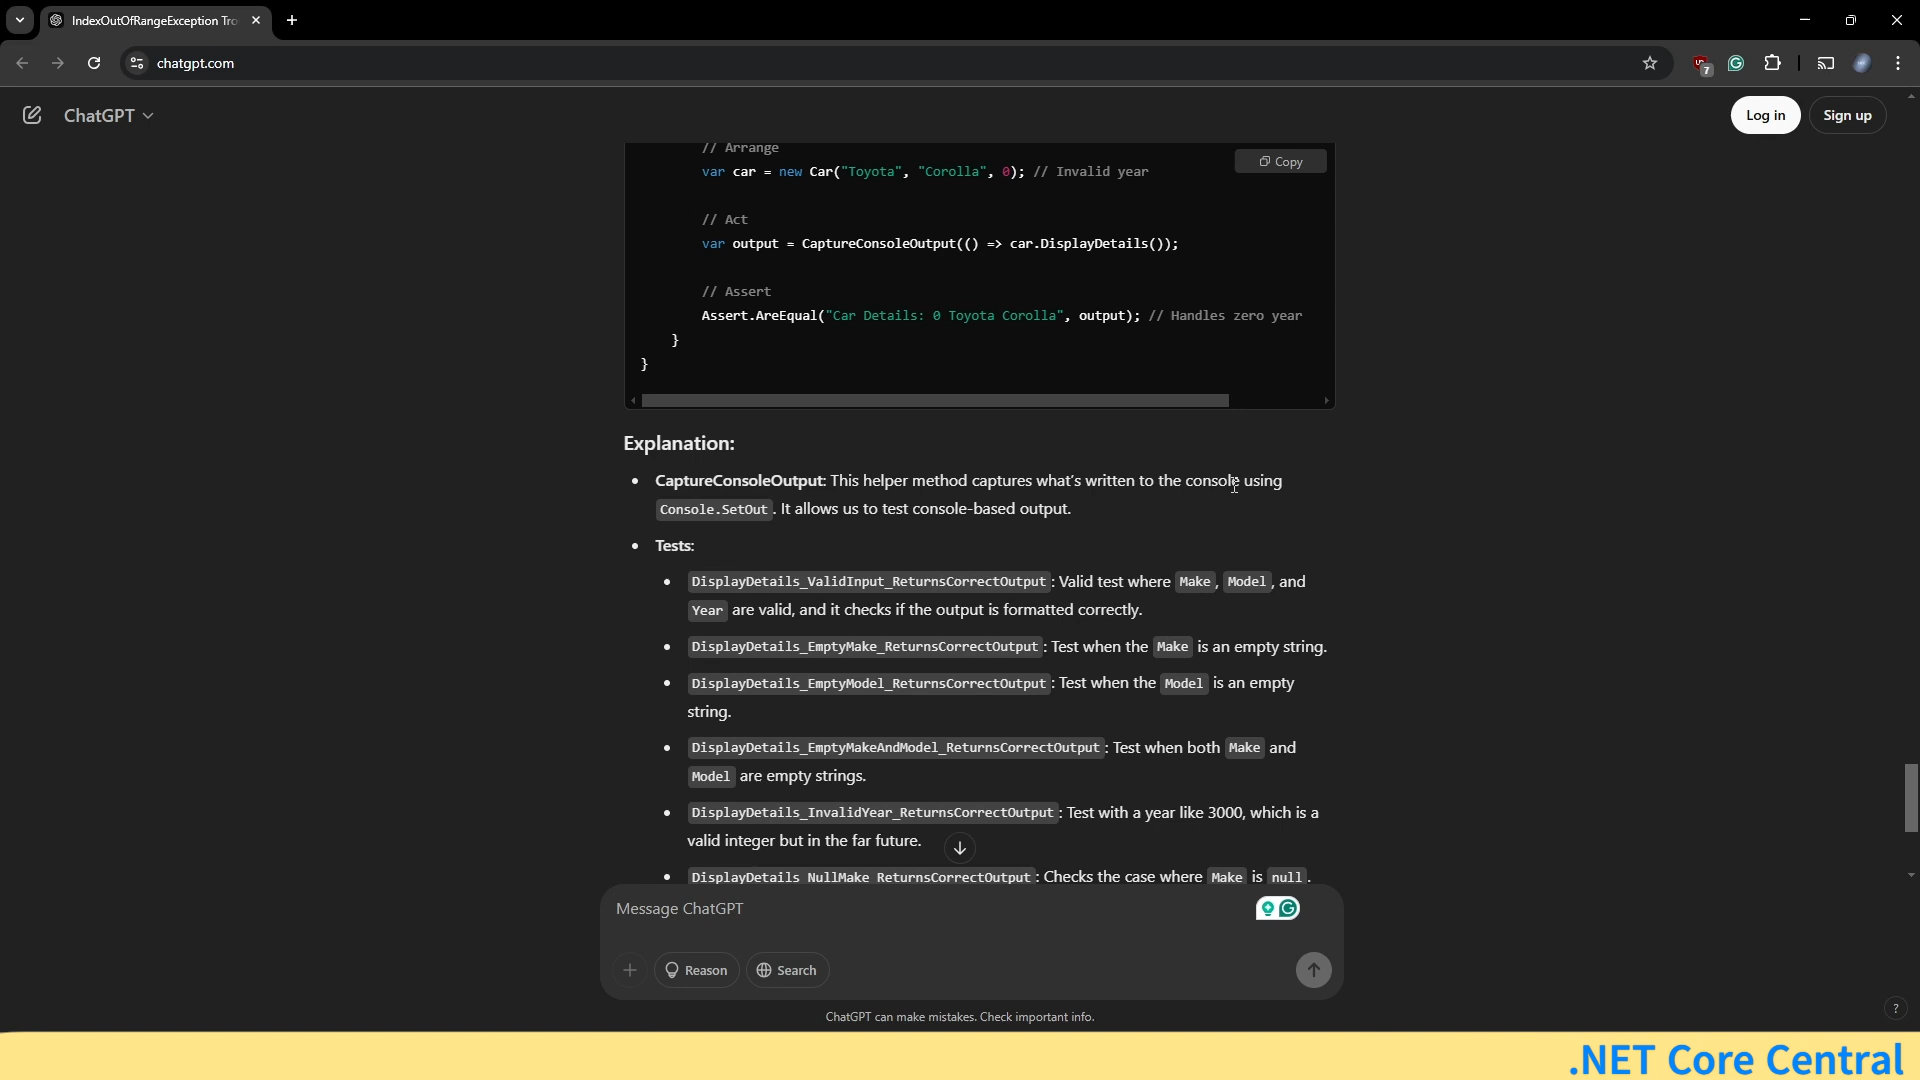 IndexOutOfRangeException Tro
chatgpt.com
7
ChatGPT
Log in
Sign up
// Arrange
Copy
var car = new Car("Toyota", "Corolla", 0); // Invalid year
// Act
var output = CaptureConsoleOutput(() => car.DisplayDetails());
// Assert
Assert.AreEqual("Car Details: 0 Toyota Corolla", output); // Handles zero year
}
}
Explanation:
• CaptureConsoleOutput: This helper method captures what's written to the console using
Console.SetOut. It allows us to test console-based output.
• Tests:
• DisplayDetails_ValidInput_ReturnsCorrectOutput: Valid test where Make, Model, and
Year are valid, and it checks if the output is formatted correctly.
• DisplayDetails_EmptyMake_ReturnsCorrectOutput: Test when the Make is an empty string.
• DisplayDetails_EmptyModel_ReturnsCorrectOutput: Test when the Model is an empty
string.
• DisplayDetails_EmptyMakeAndModel_ReturnsCorrectOutput: Test when both Make and
Model are empty strings.
• DisplayDetails_InvalidYear_ReturnsCorrectOutput: Test with a year like 3000, which is a
valid integer but in the far future.
• DisplayDetails_NullMake_ReturnsCorrectOutput: Checks the case where Make is null.
Message ChatGPT
Reason
Search
ChatGPT can make mistakes. Check important info.
?
.NET Core Central